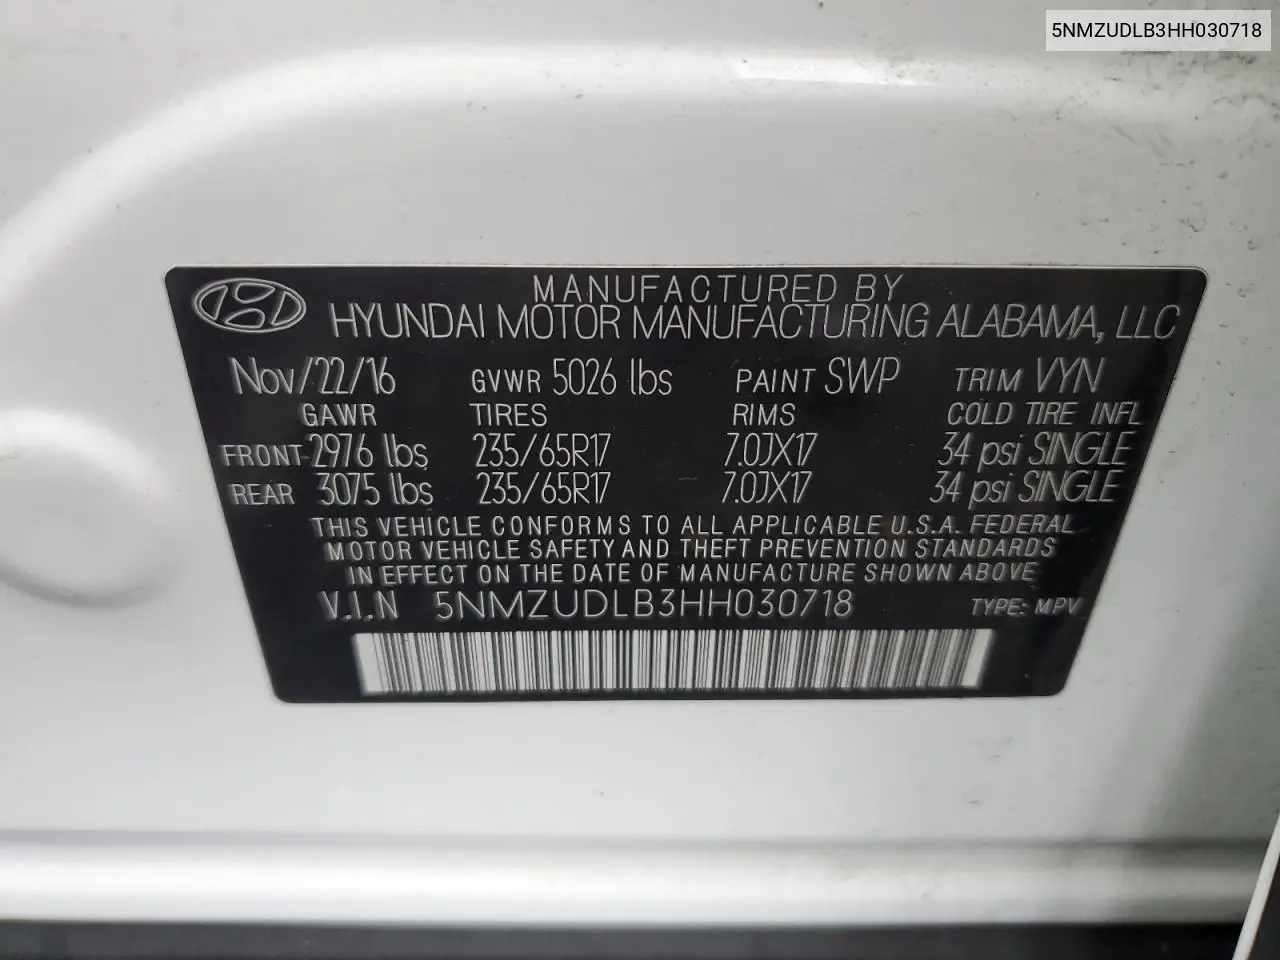 5NMZUDLB3HH030718
MANUFACTURED BY
HYUNDAI MOTOR MANUFACTURING ALABAMA, LLC
Nov/22/16 GVWR 5026 lbs PAINT SWP TRIM VYN
GAWR TIRES RIMS COLD TIRE INFL
FRONT 2976 lbs 235/65R17 7.0JX17 34 psi SINGLE
REAR 3075 lbs 235/65R17 7.0JX17 34 psi SINGLE
THIS VEHICLE CONFORMS TO ALL APPLICABLE U.S.A. FEDERAL
MOTOR VEHICLE SAFETY AND THEFT PREVENTION STANDARDS
IN EFFECT ON THE DATE OF MANUFACTURE SHOWN ABOVE
V.I.N 5NMZUDLB3HH030718 TYPE: MPV